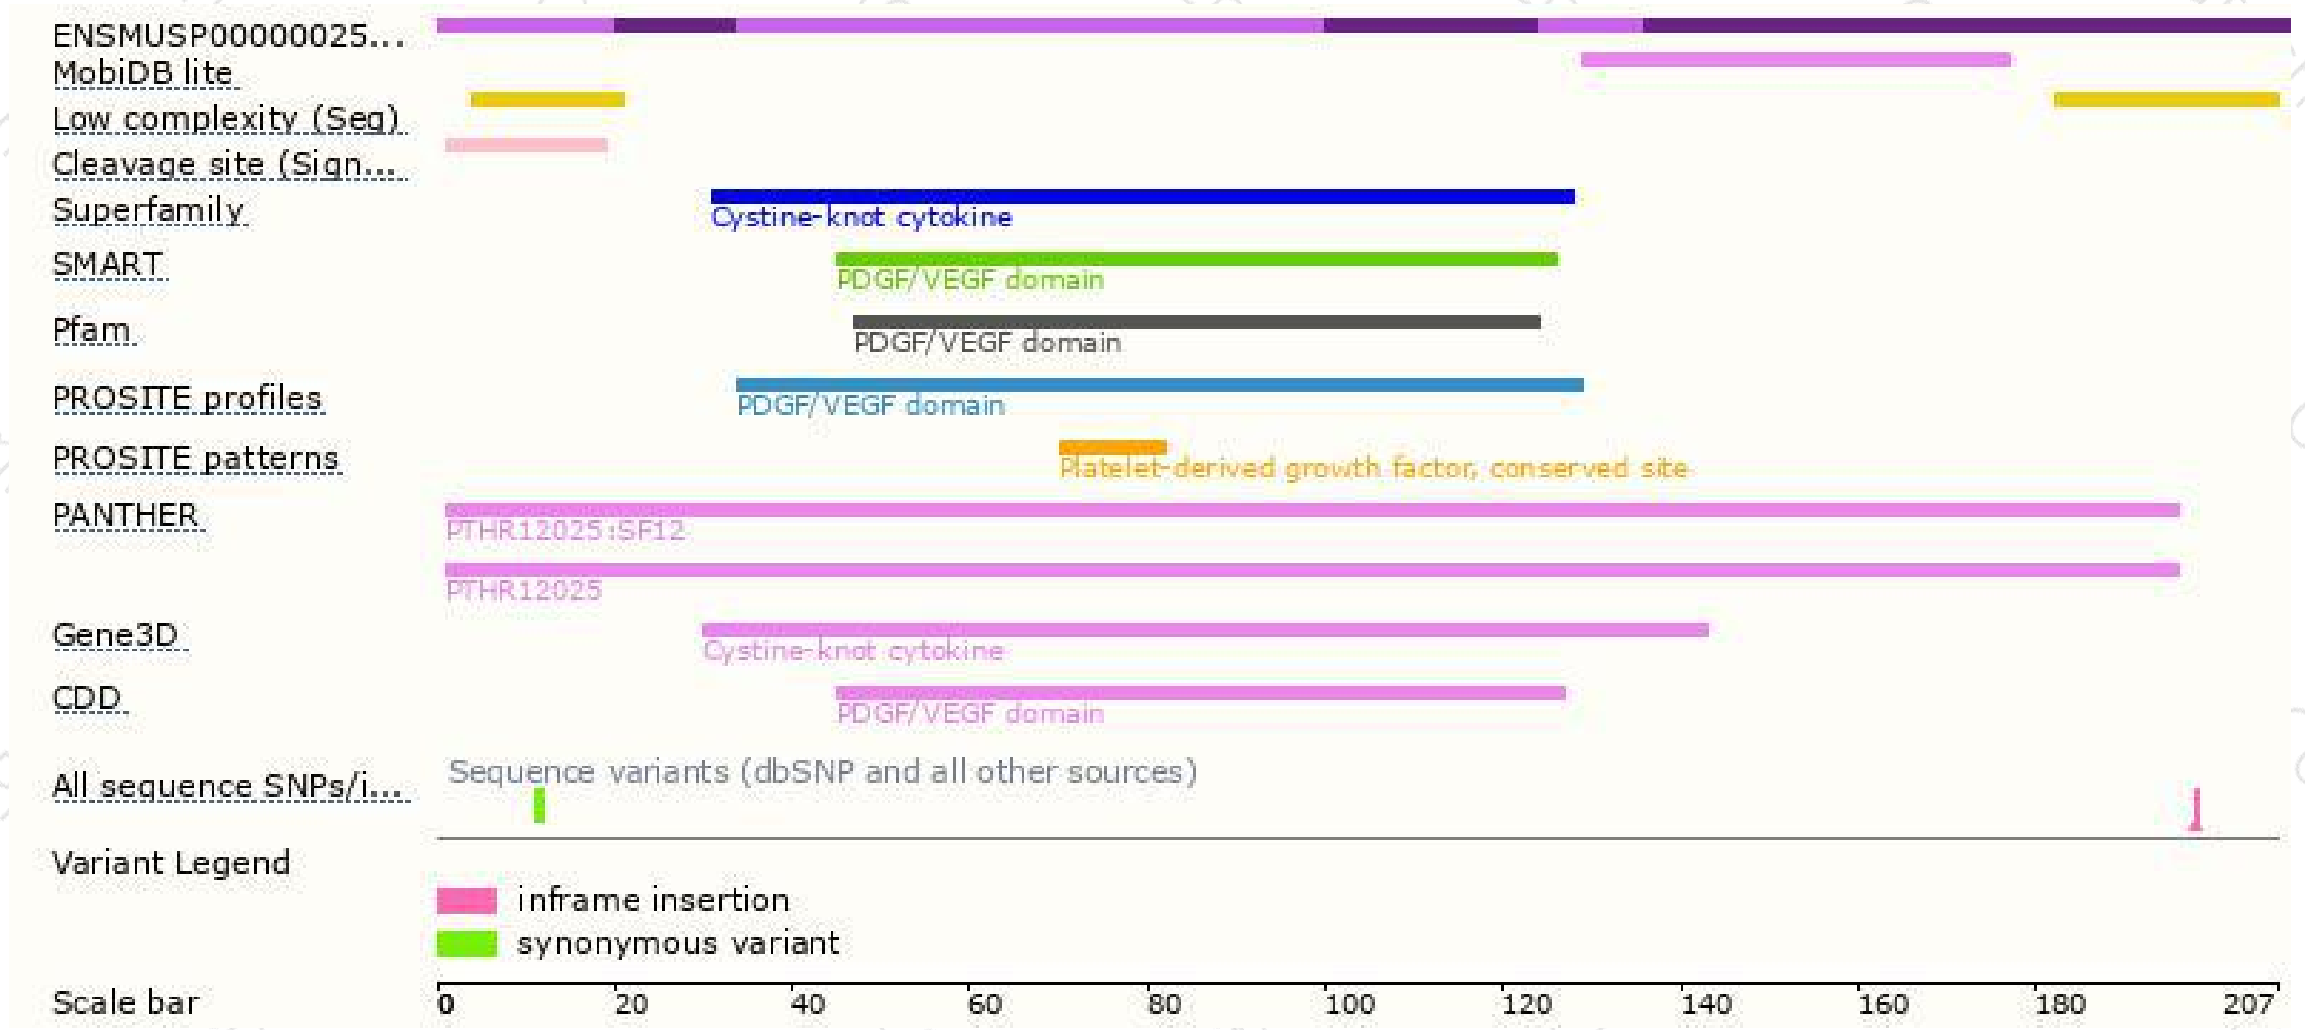 ENSMUSP00000025...
MobiDB lite
Low complexity (Seg)
Cleavage site (Sign...
Superfamily
Cystine-knot cytokine
SMART
PDGF/VEGF domain
Pfam
PDGF/VEGF domain
PROSITE profiles
PDGF/VEGF domain
PROSITE patterns
Platelet-derived growth factor, conserved site
PANTHER
PTHR12025:SF12
PTHR12025
Gene3D
Cystine-knot cytokine
CDD
PDGF/VEGF domain
Sequence variants (dbSNP and all other sources)
All sequence SNPs/i...
Variant Legend
inframe insertion
synonymous variant
Scale bar 0 20 40 60 80 100 120 140 160 180 207